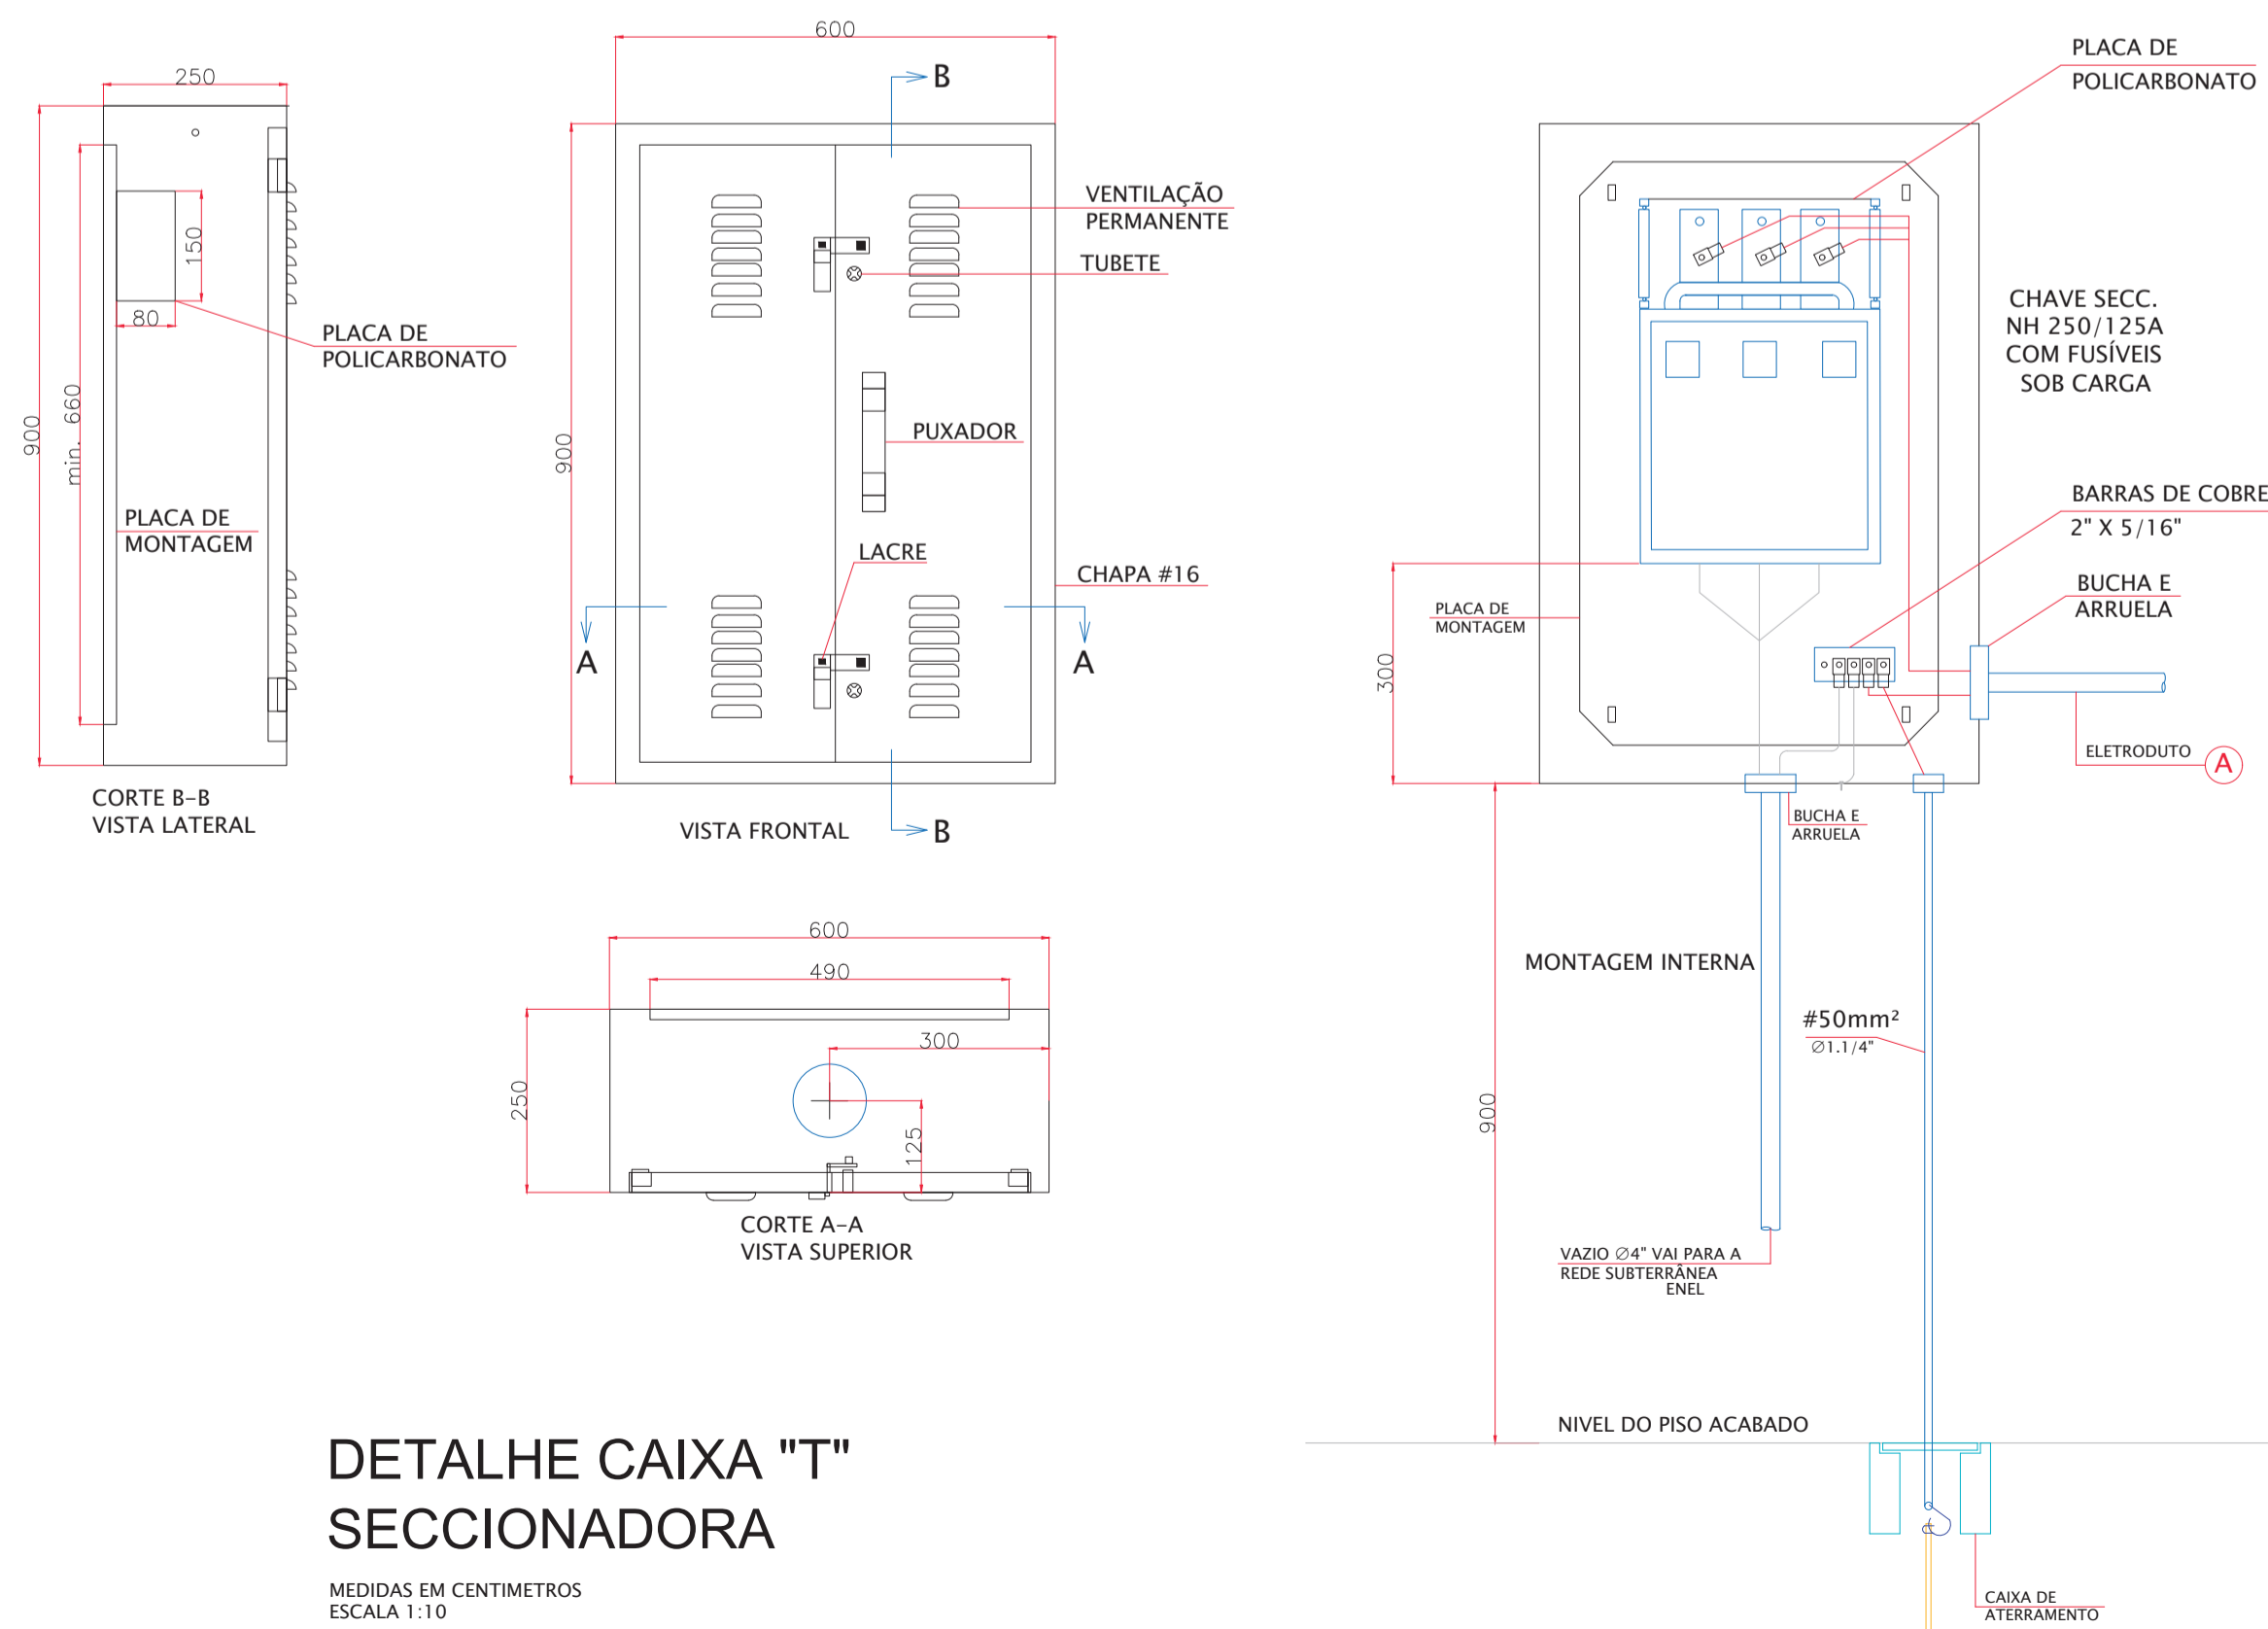 250
900
min. 660
150
80
PLACA DE
POLICARBONATO
PLACA DE
MONTAGEM
CORTE B-B
VISTA LATERAL
600
B
900
VENTILAÇÃO
PERMANENTE
TUBETE
PUXADOR
LACRE
CHAPA #16
A
A
VISTA FRONTAL
B
600
490
300
250
125
CORTE A-A
VISTA SUPERIOR
PLACA DE
POLICARBONATO
CHAVE SECC.
NH 250/125A
COM FUSÍVEIS
SOB CARGA
BARRAS DE COBRE
2" X 5/16"
BUCHA E
ARRUELA
PLACA DE
MONTAGEM
300
ELETRODUTO
A
BUCHA E
ARRUELA
MONTAGEM INTERNA
#50mm²
∅1.1/4"
900
VAZIO ∅4" VAI PARA A
REDE SUBTERRÂNEA
ENEL
NIVEL DO PISO ACABADO
CAIXA DE
ATERRAMENTO
DETALHE CAIXA "T"
SECCIONADORA
MEDIDAS EM CENTIMETROS
ESCALA 1:10